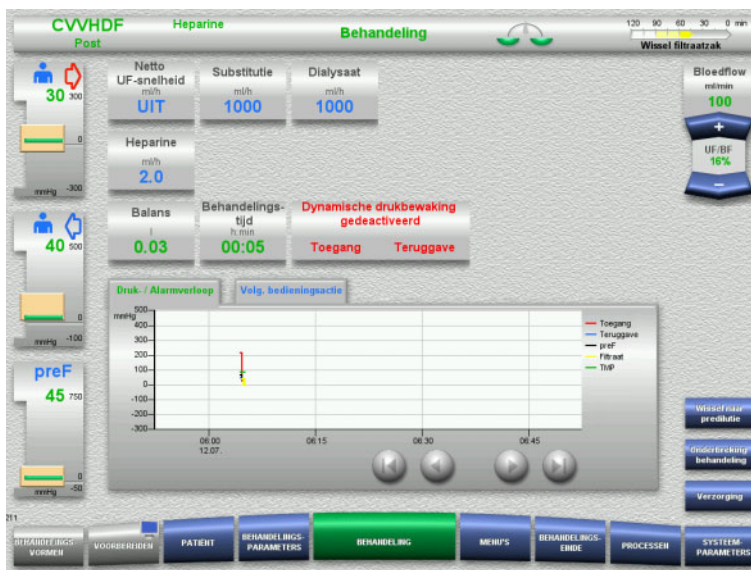 CVVHDF
Post
Heparine
Behandeling
120 90 60 30 0 min
Wissel filtraatzak
30 300
0
mmHg -300
Netto
UF-snelheid
ml/h
UIT
Substitutie
ml/h
1000
Dialysaat
ml/h
1000
Bloedflow
ml/min
100
+
UF/BF
16%
−
Heparine
ml/h
2.0
40 500
0
mmHg -100
Balans
l
0.03
Behandelings-
tijd
h:min
00:05
Dynamische drukbewaking
gedeactiveerd
Toegang Teruggave
Druk- / Alarmverloop
Volg. bedieningsactie
mmHg
500
400
300
200
100
0
-100
-200
-300
06:00 06:15 06:30 06:45
12.07.
Toegang
Teruggave
preF
Filtraat
TMP
preF
45 750
0
mmHg -50
Wissel naar
predilutie
Onderbreking
behandeling
Verzorging
211
BEHANDELINGS-
VORMEN
VOORBEREIDEN
PATIËNT
BEHANDELINGS-
PARAMETERS
BEHANDELING
MENU'S
BEHANDELINGS-
EINDE
PROCESSEN
SYSTEEM-
PARAMETERS